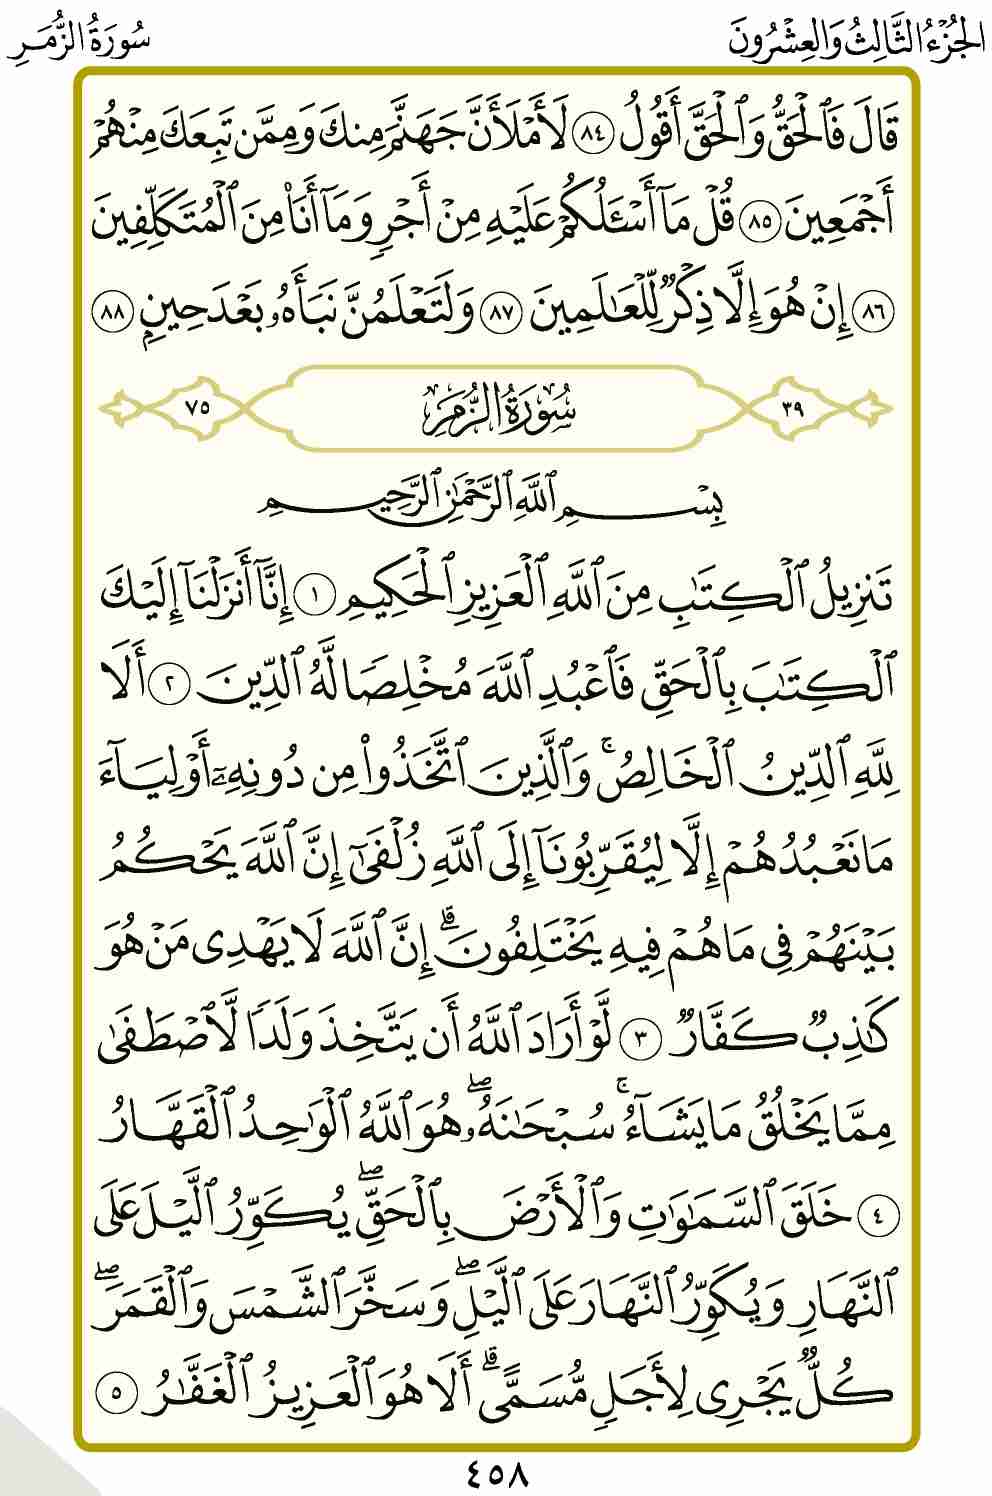 الجُزْءُ الثَّالِثُ وَالعِشْرُونَ
سُورَةُ الزُّمَرِ
قَالَ فَٱلْحَقُّ وَٱلْحَقَّ أَقُولُ ٨٤ لَأَمْلَأَنَّ جَهَنَّمَ مِنكَ وَمِمَّن تَبِعَكَ مِنْهُمْ
أَجْمَعِينَ ٨٥ قُلْ مَآ أَسْـَٔلُكُمْ عَلَيْهِ مِنْ أَجْرٍ وَمَآ أَنَا۠ مِنَ ٱلْمُتَكَلِّفِينَ
٨٦ إِنْ هُوَ إِلَّا ذِكْرٌ لِّلْعَـٰلَمِينَ ٨٧ وَلَتَعْلَمُنَّ نَبَأَهُۥ بَعْدَ حِينٍۭ ٨٨
٣٩ سُورَةُ الزُّمَرِ ٧٥
بِسْمِ ٱللَّهِ ٱلرَّحْمَـٰنِ ٱلرَّحِيمِ
تَنزِيلُ ٱلْكِتَـٰبِ مِنَ ٱللَّهِ ٱلْعَزِيزِ ٱلْحَكِيمِ ١ إِنَّآ أَنزَلْنَآ إِلَيْكَ
ٱلْكِتَـٰبَ بِٱلْحَقِّ فَٱعْبُدِ ٱللَّهَ مُخْلِصًا لَّهُ ٱلدِّينَ ٢ أَلَا
لِلَّهِ ٱلدِّينُ ٱلْخَالِصُ ۚ وَٱلَّذِينَ ٱتَّخَذُوا۟ مِن دُونِهِۦٓ أَوْلِيَآءَ
مَا نَعْبُدُهُمْ إِلَّا لِيُقَرِّبُونَآ إِلَى ٱللَّهِ زُلْفَىٰٓ إِنَّ ٱللَّهَ يَحْكُمُ
بَيْنَهُمْ فِى مَا هُمْ فِيهِ يَخْتَلِفُونَ ۗ إِنَّ ٱللَّهَ لَا يَهْدِى مَنْ هُوَ
كَـٰذِبٌ كَفَّارٌ ٣ لَّوْ أَرَادَ ٱللَّهُ أَن يَتَّخِذَ وَلَدًا لَّٱصْطَفَىٰ
مِمَّا يَخْلُقُ مَا يَشَآءُ ۚ سُبْحَـٰنَهُۥ ۖ هُوَ ٱللَّهُ ٱلْوَٰحِدُ ٱلْقَهَّارُ
٤ خَلَقَ ٱلسَّمَـٰوَٰتِ وَٱلْأَرْضَ بِٱلْحَقِّ ۖ يُكَوِّرُ ٱلَّيْلَ عَلَى
ٱلنَّهَارِ وَيُكَوِّرُ ٱلنَّهَارَ عَلَى ٱلَّيْلِ ۖ وَسَخَّرَ ٱلشَّمْسَ وَٱلْقَمَرَ ۖ
كُلٌّ يَجْرِى لِأَجَلٍ مُّسَمًّى ۗ أَلَا هُوَ ٱلْعَزِيزُ ٱلْغَفَّـٰرُ ٥
٤٥٨